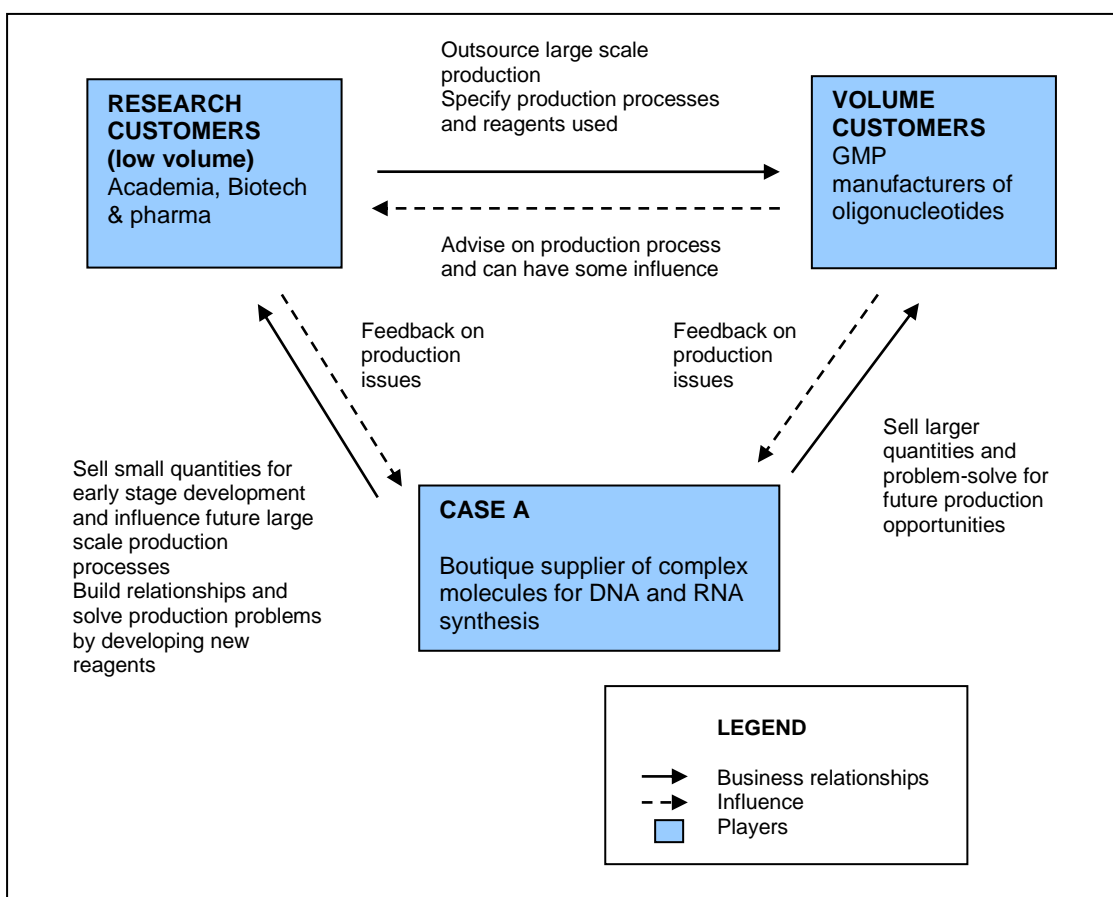 Outsource large scale
production
Specify production processes
and reagents used
RESEARCH
CUSTOMERS
(low volume)
Academia, Biotech
& pharma
VOLUME
CUSTOMERS
GMP
manufacturers of
oligonucleotides
Advise on production process
and can have some influence
Feedback on
production
issues
Feedback on
production
issues
Sell small quantities for
early stage development
and influence future large
scale production
processes
Build relationships and
solve production problems
by developing new
reagents
CASE A
Boutique supplier of complex
molecules for DNA and RNA
synthesis
Sell larger
quantities and
problem-solve for
future production
opportunities
LEGEND
Business relationships
Influence
Players